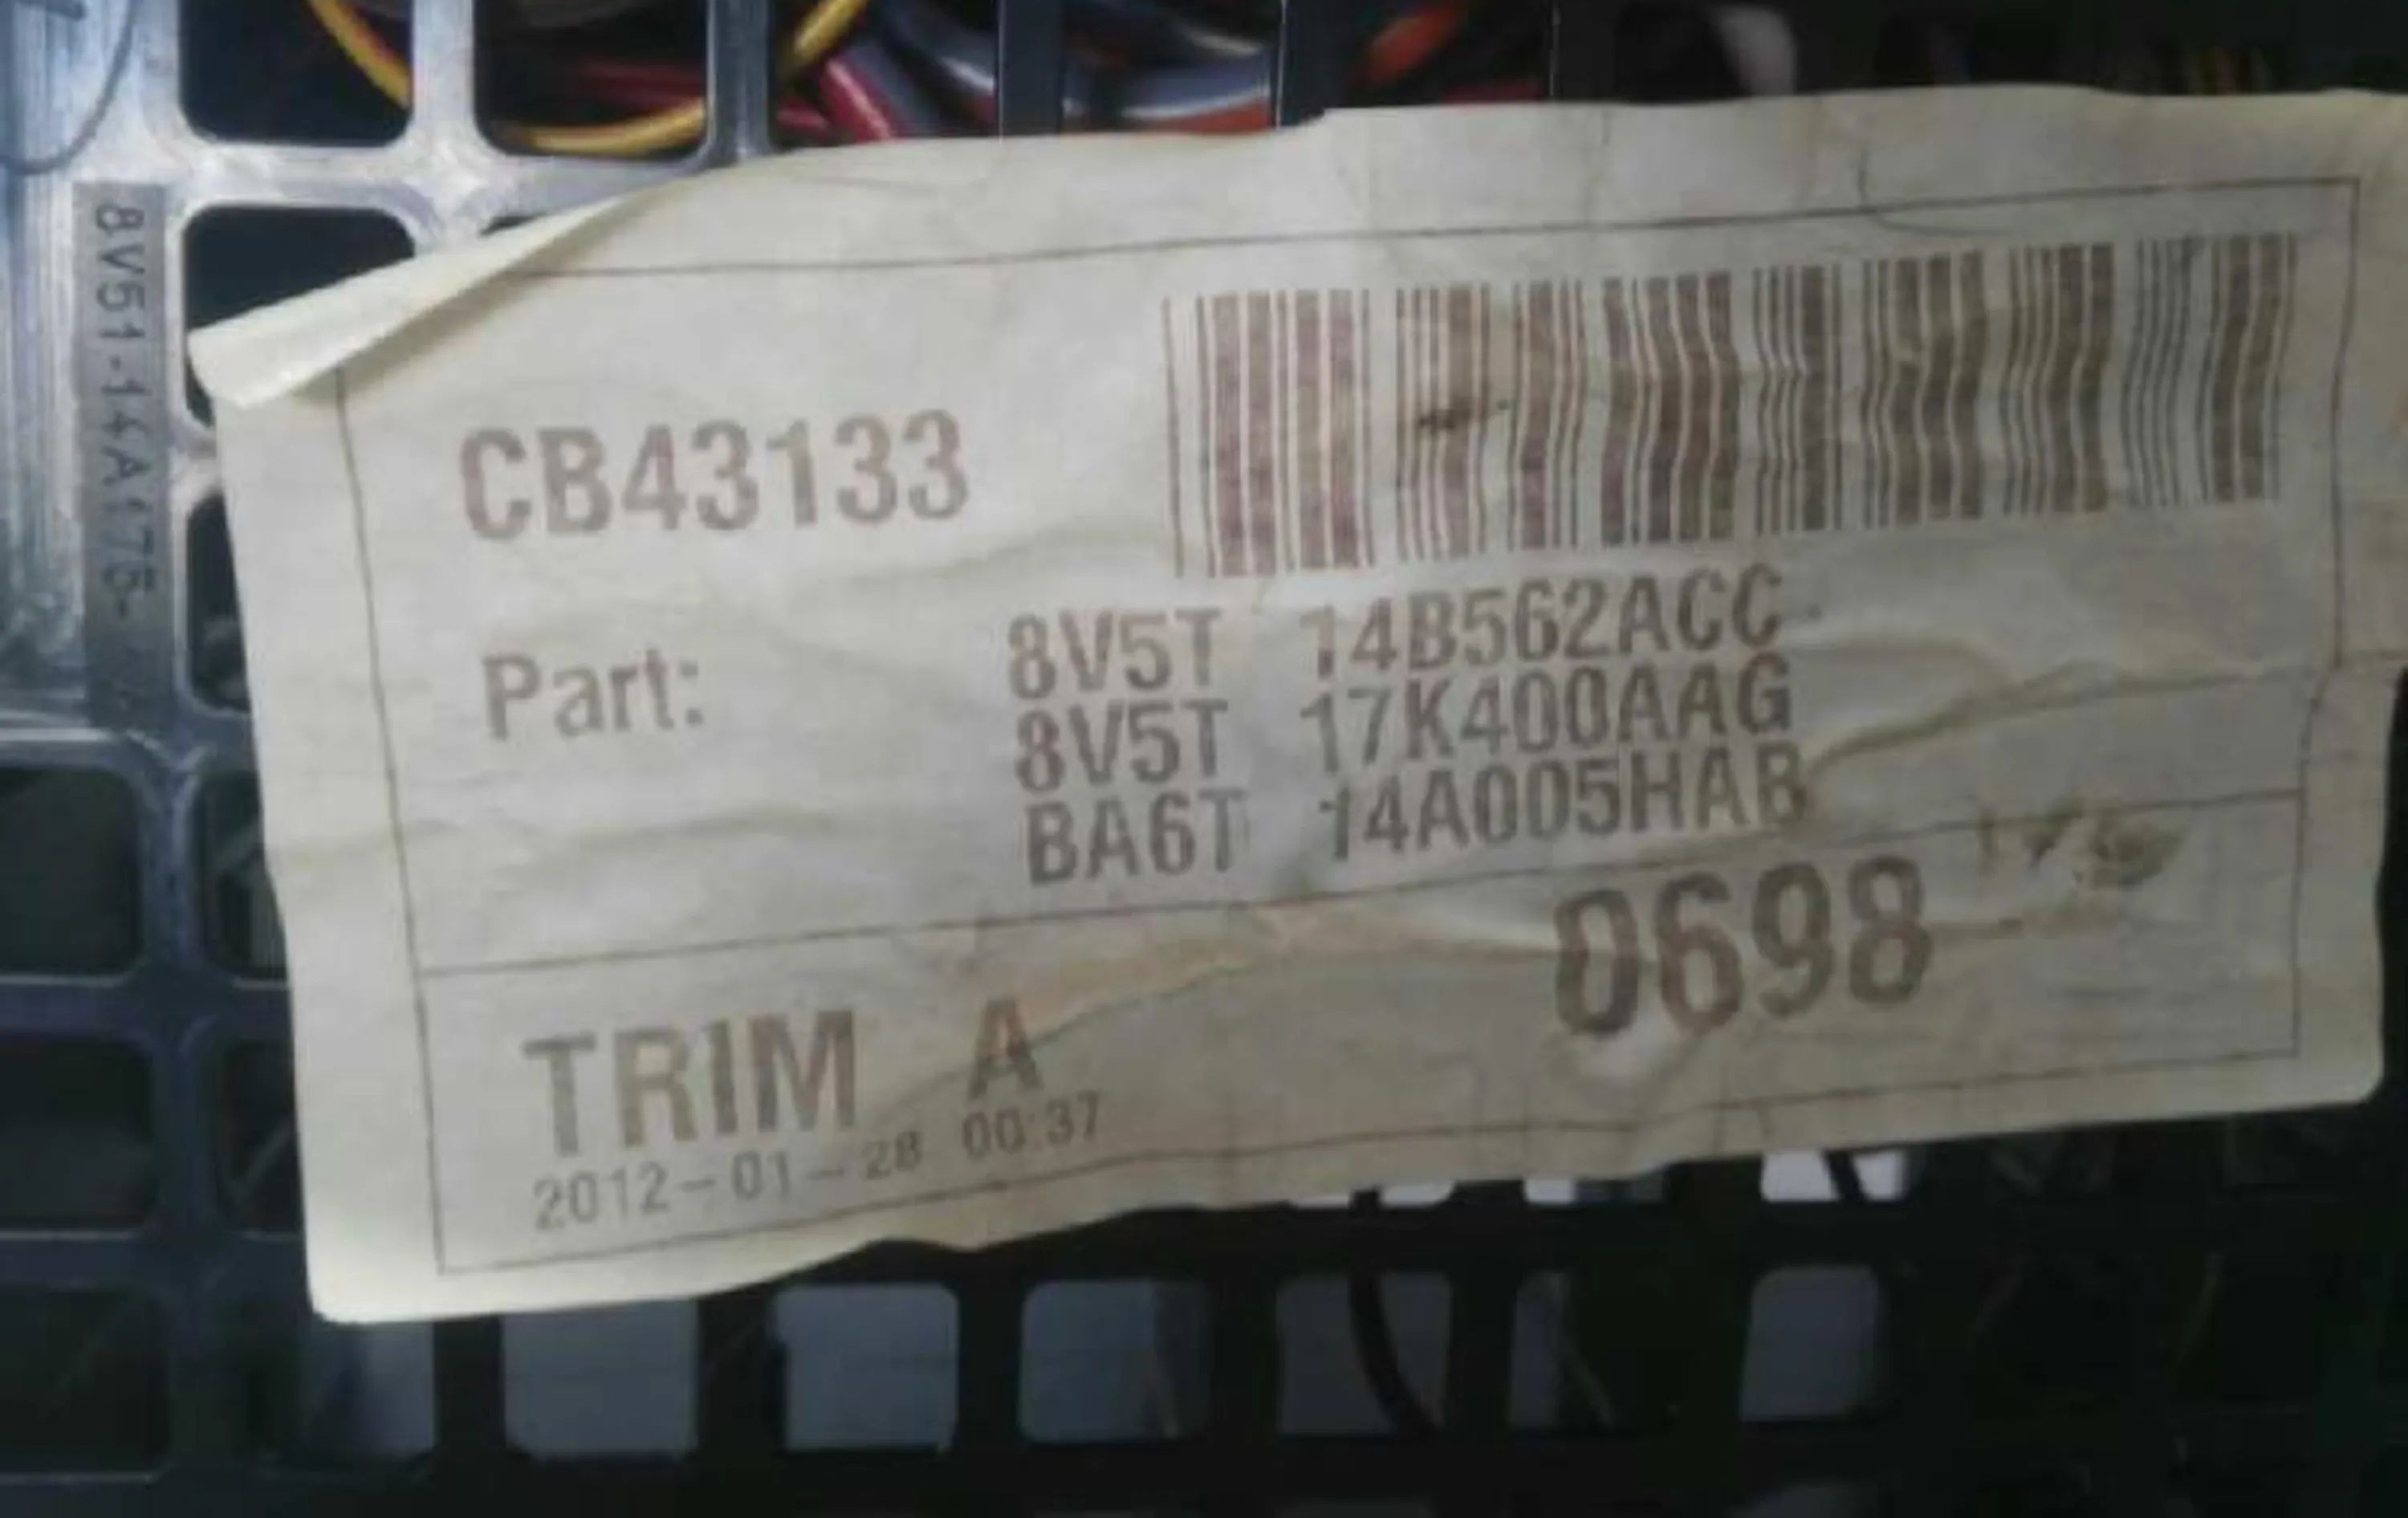 8V51-14A175-
CB43133
Part:
8V5T 14B562ACC
8V5T 17K400AAG
BA6T 14A005HAB
0698
TRIM A
2012-01-28 00:37